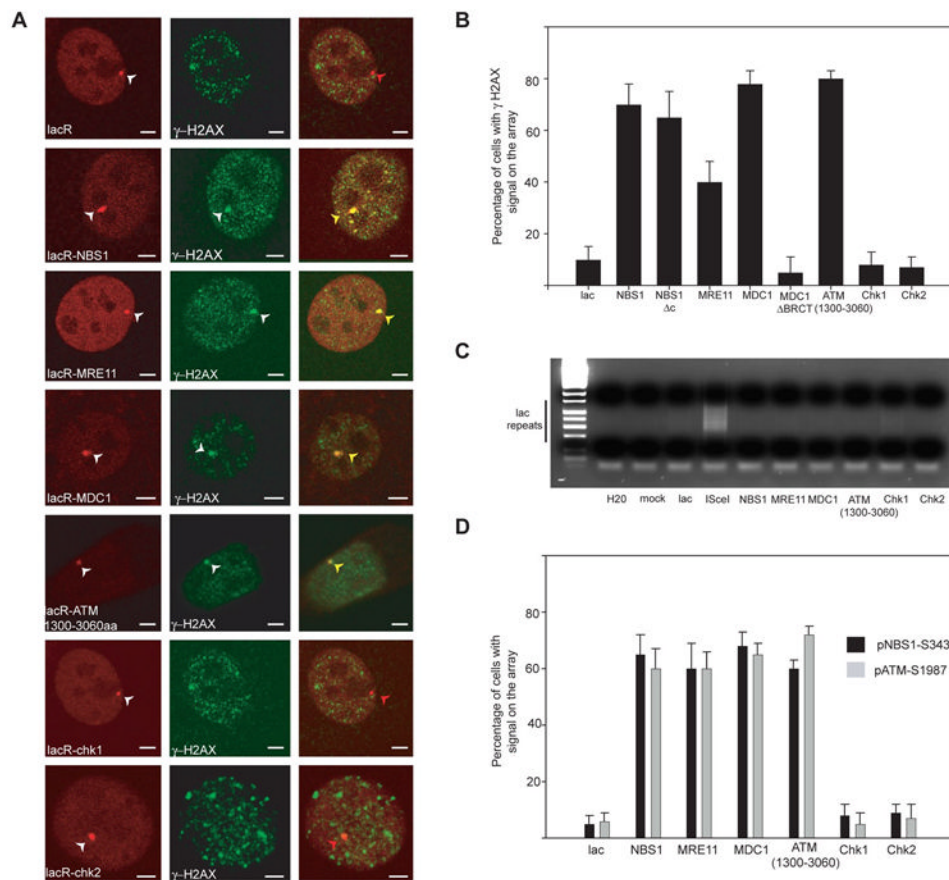 A
lacR
γ-H2AX
lacR-NBS1
γ-H2AX
lacR-MRE11
γ-H2AX
lacR-MDC1
γ-H2AX
lacR-ATM
1300-3060aa
γ-H2AX
lacR-chk1
γ-H2AX
lacR-chk2
γ-H2AX
B
Percentage of cells with γ H2AX
signal on the array
80
60
40
20
lac NBS1 NBS1 MRE11 MDC1 MDC1 ATM Chk1 Chk2
Δc ΔBRCT (1300-3060)
C
lac
repeats
H20 mock lac ISceI NBS1 MRE11 MDC1 ATM Chk1 Chk2
(1300-3060)
D
Percentage of cells with
signal on the array
80
60
40
20
pNBS1-S343
pATM-S1987
lac NBS1 MRE11 MDC1 ATM Chk1 Chk2
(1300-3060)